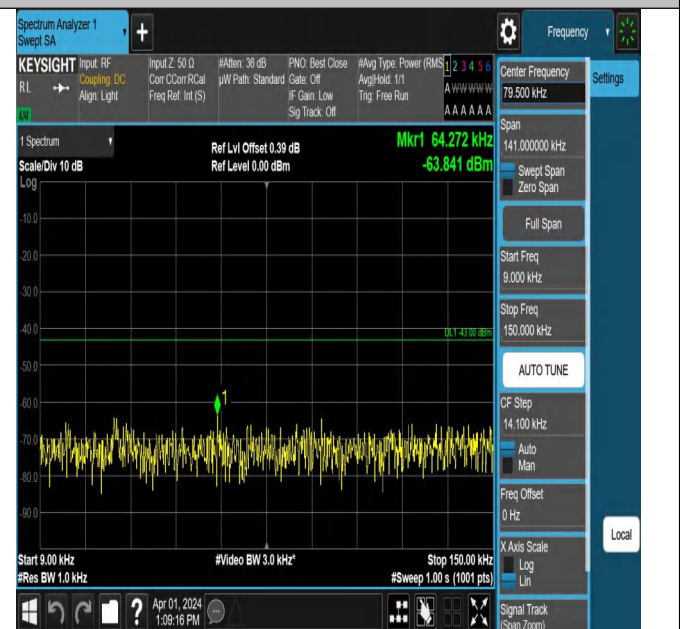 Spectrum Analyzer 1
Swept SA
+
Frequency
KEYSIGHT
RL
Input: RF
Coupling: DC
Align: Light
Input Z: 50 Ω
Corr CCorr RCal
Freq Ref: Int (S)
#Atten: 36 dB
µW Path: Standard
PNO: Best Close
Gate: Off
IF Gain: Low
Sig Track: Off
#Avg Type: Power (RMS
Avg|Hold: 1/1
Trig: Free Run
1 2 3 4 5 6
A W W W W W
A A A A A A
1 Spectrum
Scale/Div 10 dB
Log
Ref Lvl Offset 0.39 dB
Ref Level 0.00 dBm
Mkr1 64.272 kHz
-63.841 dBm
-10.0
-20.0
-30.0
-40.0
-50.0
-60.0
-70.0
-80.0
-90.0
DL1 -43.00 dBm
1
Start 9.00 kHz
#Res BW 1.0 kHz
#Video BW 3.0 kHz*
Stop 150.00 kHz
#Sweep 1.00 s (1001 pts)
Center Frequency
79.500 kHz
Settings
Span
141.000000 kHz
Swept Span
Zero Span
Full Span
Start Freq
9.000 kHz
Stop Freq
150.000 kHz
AUTO TUNE
CF Step
14.100 kHz
Auto
Man
Freq Offset
0 Hz
X Axis Scale
Log
Lin
Local
Signal Track
(Span Zoom)
?
Apr 01, 2024
1:09:16 PM